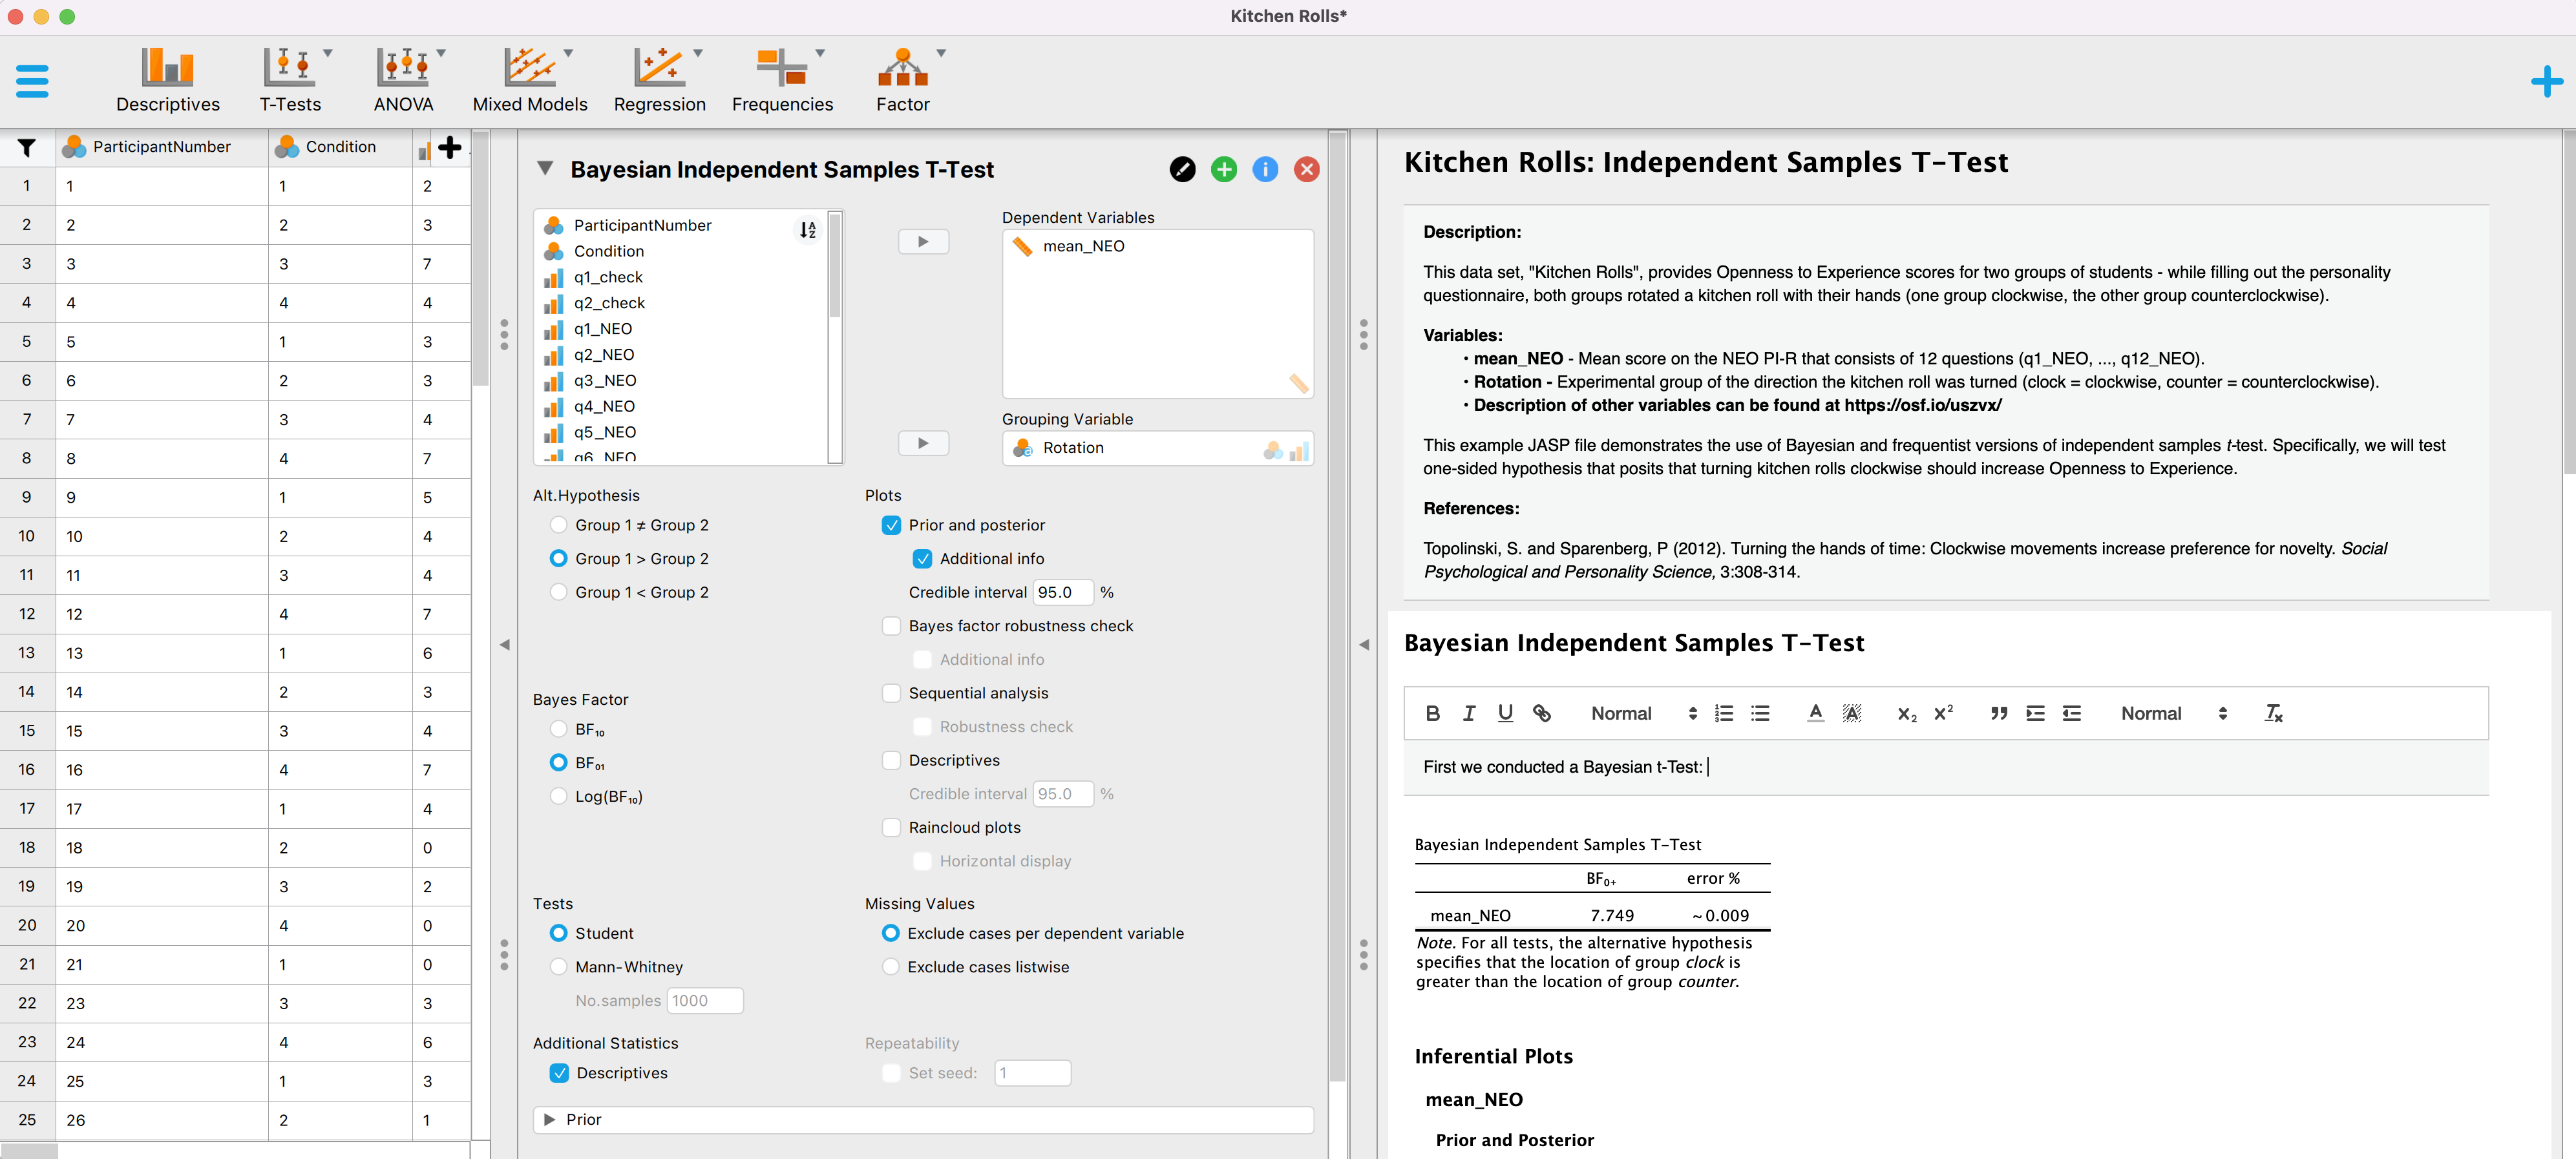 Kitchen Rolls*
Descriptives
T-Tests
ANOVA
Mixed Models
Regression
Frequencies
Factor
ParticipantNumber Condition
1 1 1 2
2 2 2 3
3 3 3 7
4 4 4 4
5 5 1 3
6 6 2 3
7 7 3 4
8 8 4 7
9 9 1 5
10 10 2 4
11 11 3 4
12 12 4 7
13 13 1 6
14 14 2 3
15 15 3 4
16 16 4 7
17 17 1 4
18 18 2 0
19 19 3 2
20 20 4 0
21 21 1 0
22 23 3 3
23 24 4 6
24 25 1 3
25 26 2 1
Bayesian Independent Samples T-Test
ParticipantNumber
Condition
q1_check
q2_check
q1_NEO
q2_NEO
q3_NEO
q4_NEO
q5_NEO
q6_NEO
Dependent Variables
mean_NEO
Grouping Variable
Rotation
Alt.Hypothesis
Group 1 ≠ Group 2
Group 1 > Group 2
Group 1 < Group 2
Bayes Factor
BF₁₀
BF₀₁
Log(BF₁₀)
Tests
Student
Mann-Whitney
No.samples 1000
Additional Statistics
Descriptives
Plots
Prior and posterior
Additional info
Credible interval 95.0 %
Bayes factor robustness check
Additional info
Sequential analysis
Robustness check
Descriptives
Credible interval 95.0 %
Raincloud plots
Horizontal display
Missing Values
Exclude cases per dependent variable
Exclude cases listwise
Repeatability
Set seed: 1
Prior
Kitchen Rolls: Independent Samples T-Test
Description:
This data set, "Kitchen Rolls", provides Openness to Experience scores for two groups of students - while filling out the personality
questionnaire, both groups rotated a kitchen roll with their hands (one group clockwise, the other group counterclockwise).
Variables:
• mean_NEO - Mean score on the NEO PI-R that consists of 12 questions (q1_NEO, ..., q12_NEO).
• Rotation - Experimental group of the direction the kitchen roll was turned (clock = clockwise, counter = counterclockwise).
• Description of other variables can be found at https://osf.io/uszvx/
This example JASP file demonstrates the use of Bayesian and frequentist versions of independent samples t-test. Specifically, we will test
one-sided hypothesis that posits that turning kitchen rolls clockwise should increase Openness to Experience.
References:
Topolinski, S. and Sparenberg, P (2012). Turning the hands of time: Clockwise movements increase preference for novelty. Social
Psychological and Personality Science, 3:308-314.
Bayesian Independent Samples T-Test
B I U Normal A A x₂ x² Normal Tx
First we conducted a Bayesian t-Test:
Bayesian Independent Samples T-Test
BF₀₊ error %
mean_NEO 7.749 ~ 0.009
Note. For all tests, the alternative hypothesis
specifies that the location of group clock is
greater than the location of group counter.
Inferential Plots
mean_NEO
Prior and Posterior